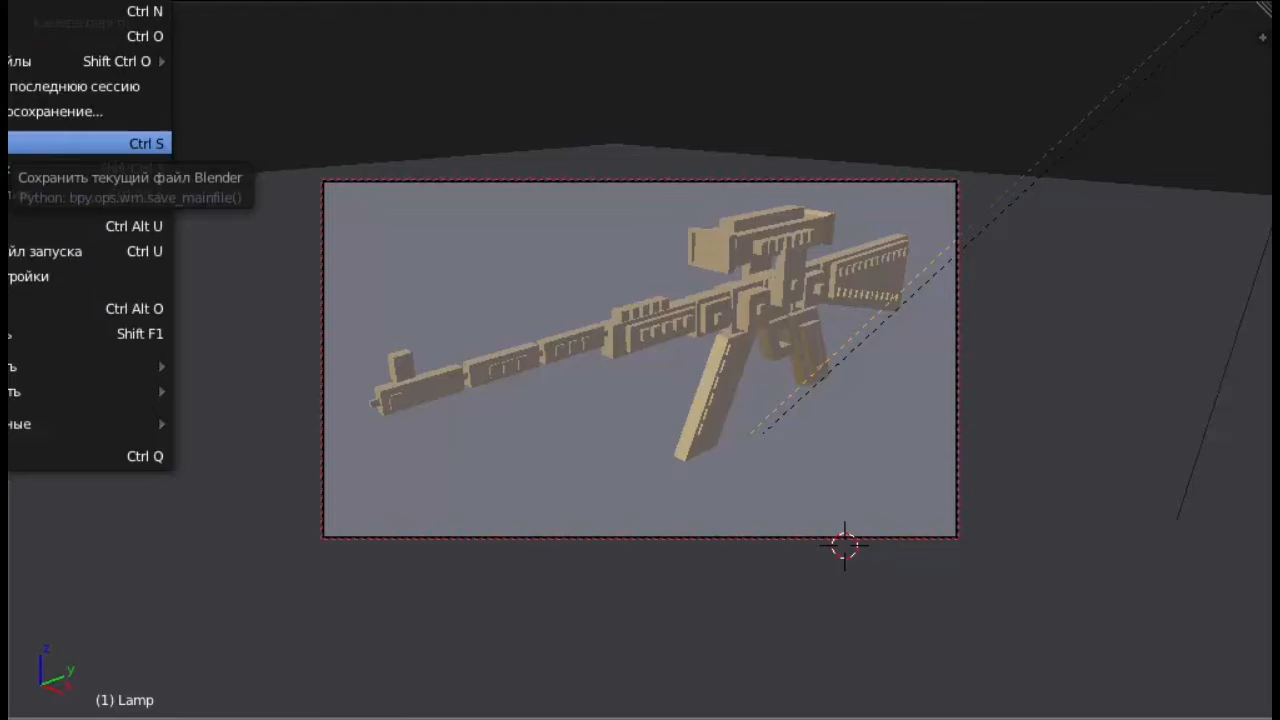 Ctrl N
Ctrl O
йлы Shift Ctrl O
последнюю сессию
осохранение...
Ctrl S
Сохранить текущий файл Blender
Python: bpy.ops.wm.save_mainfile()
Ctrl Alt U
йл запуска Ctrl U
ройки
Ctrl Alt O
ь Shift F1
ь
ть
ные
Ctrl Q
z
y
x
(1) Lamp